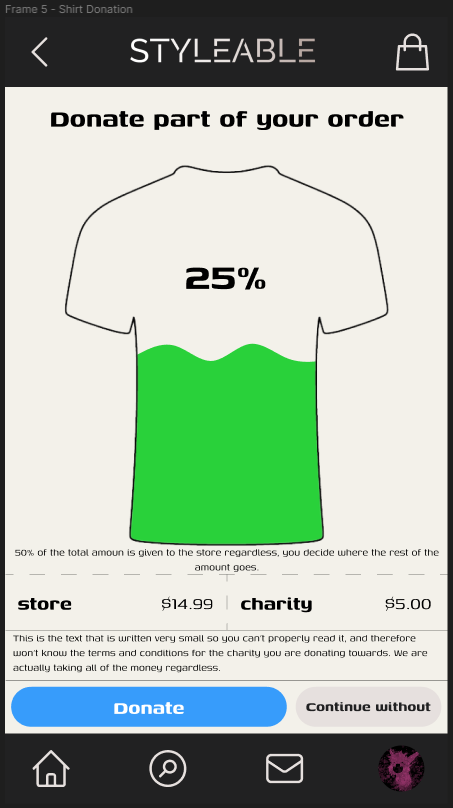 Frame 5 - Shirt Donation
STYLEABLE
Donate part of your order
25%
50% of the total amoun is given to the store regardless, you decide where the rest of the
amount goes.
store $14.99 charity $5.00
This is the text that is written very small so you can't properly read it, and therefore
won't know the terms and conditions for the charity you are donating towards. We are
actually taking all of the money regardless.
Donate Continue without